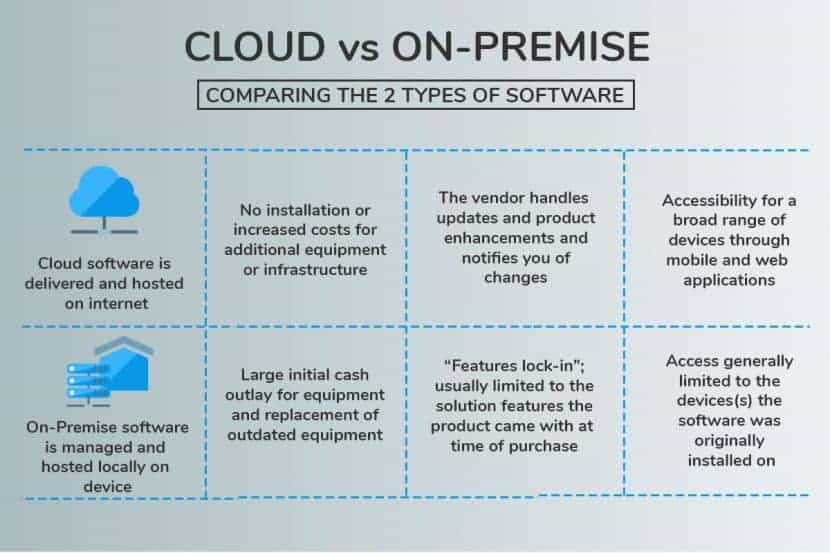 CLOUD vs ON-PREMISE
COMPARING THE 2 TYPES OF SOFTWARE
Cloud software is
delivered and hosted
on internet
No installation or
increased costs for
additional equipment
or infrastructure
The vendor handles
updates and product
enhancements and
notifies you of
changes
Accessibility for a
broad range of
devices through
mobile and web
applications
On-Premise software
is managed and
hosted locally on
device
Large initial cash
outlay for equipment
and replacement of
outdated equipment
“Features lock-in”;
usually limited to the
solution features the
product came with at
time of purchase
Access generally
limited to the
devices(s) the
software was
originally
installed on